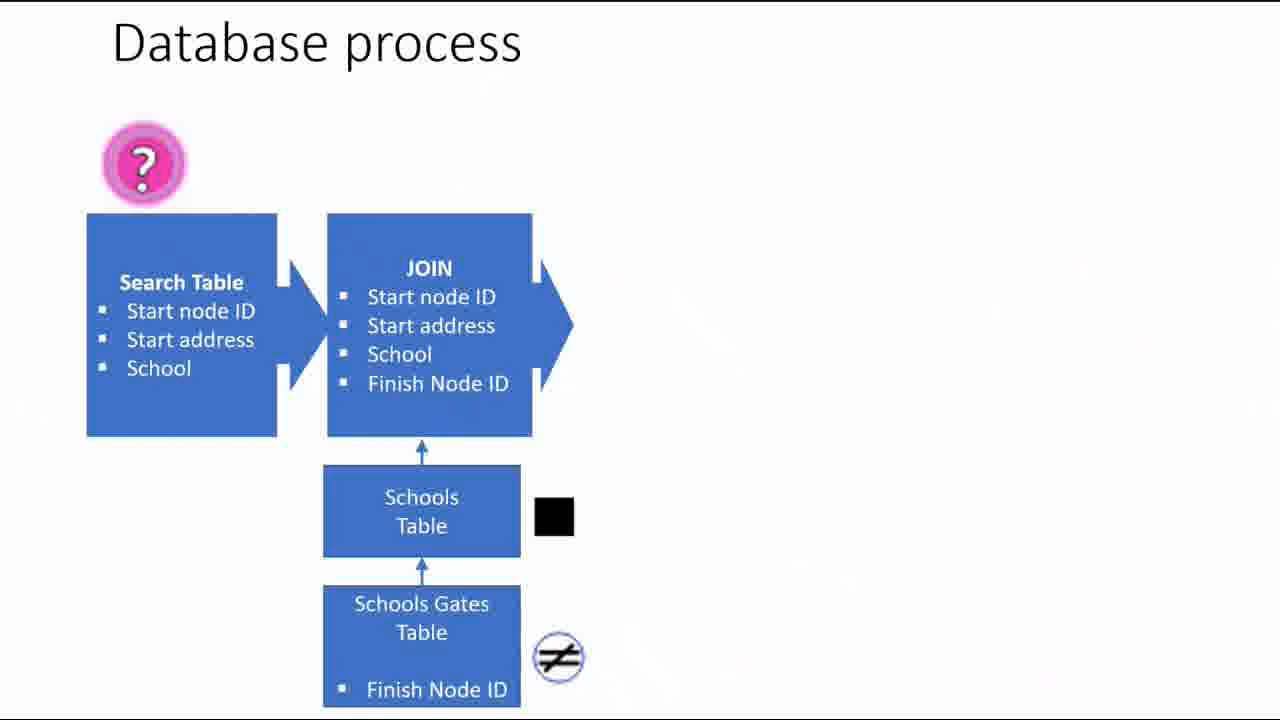 Database process
?
Search Table
▪ Start node ID
▪ Start address
▪ School
JOIN
▪ Start node ID
▪ Start address
▪ School
▪ Finish Node ID
Schools
Table
Schools Gates
Table
▪ Finish Node ID
≠